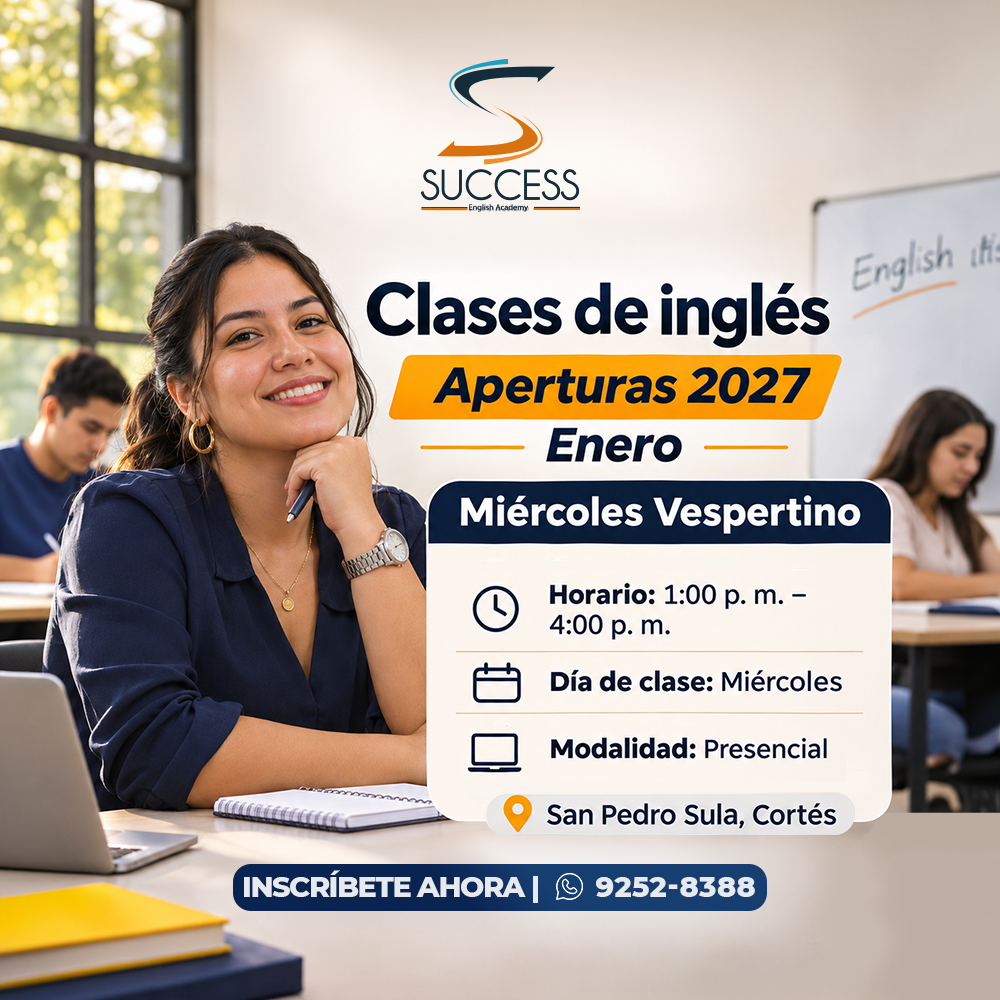 SUCCESS
English Academy
English
Clases de inglés
Aperturas 2027
Enero
Miércoles Vespertino
Horario: 1:00 p. m. –
4:00 p. m.
Día de clase: Miércoles
Modalidad: Presencial
San Pedro Sula, Cortés
INSCRÍBETE AHORA | 9252-8388